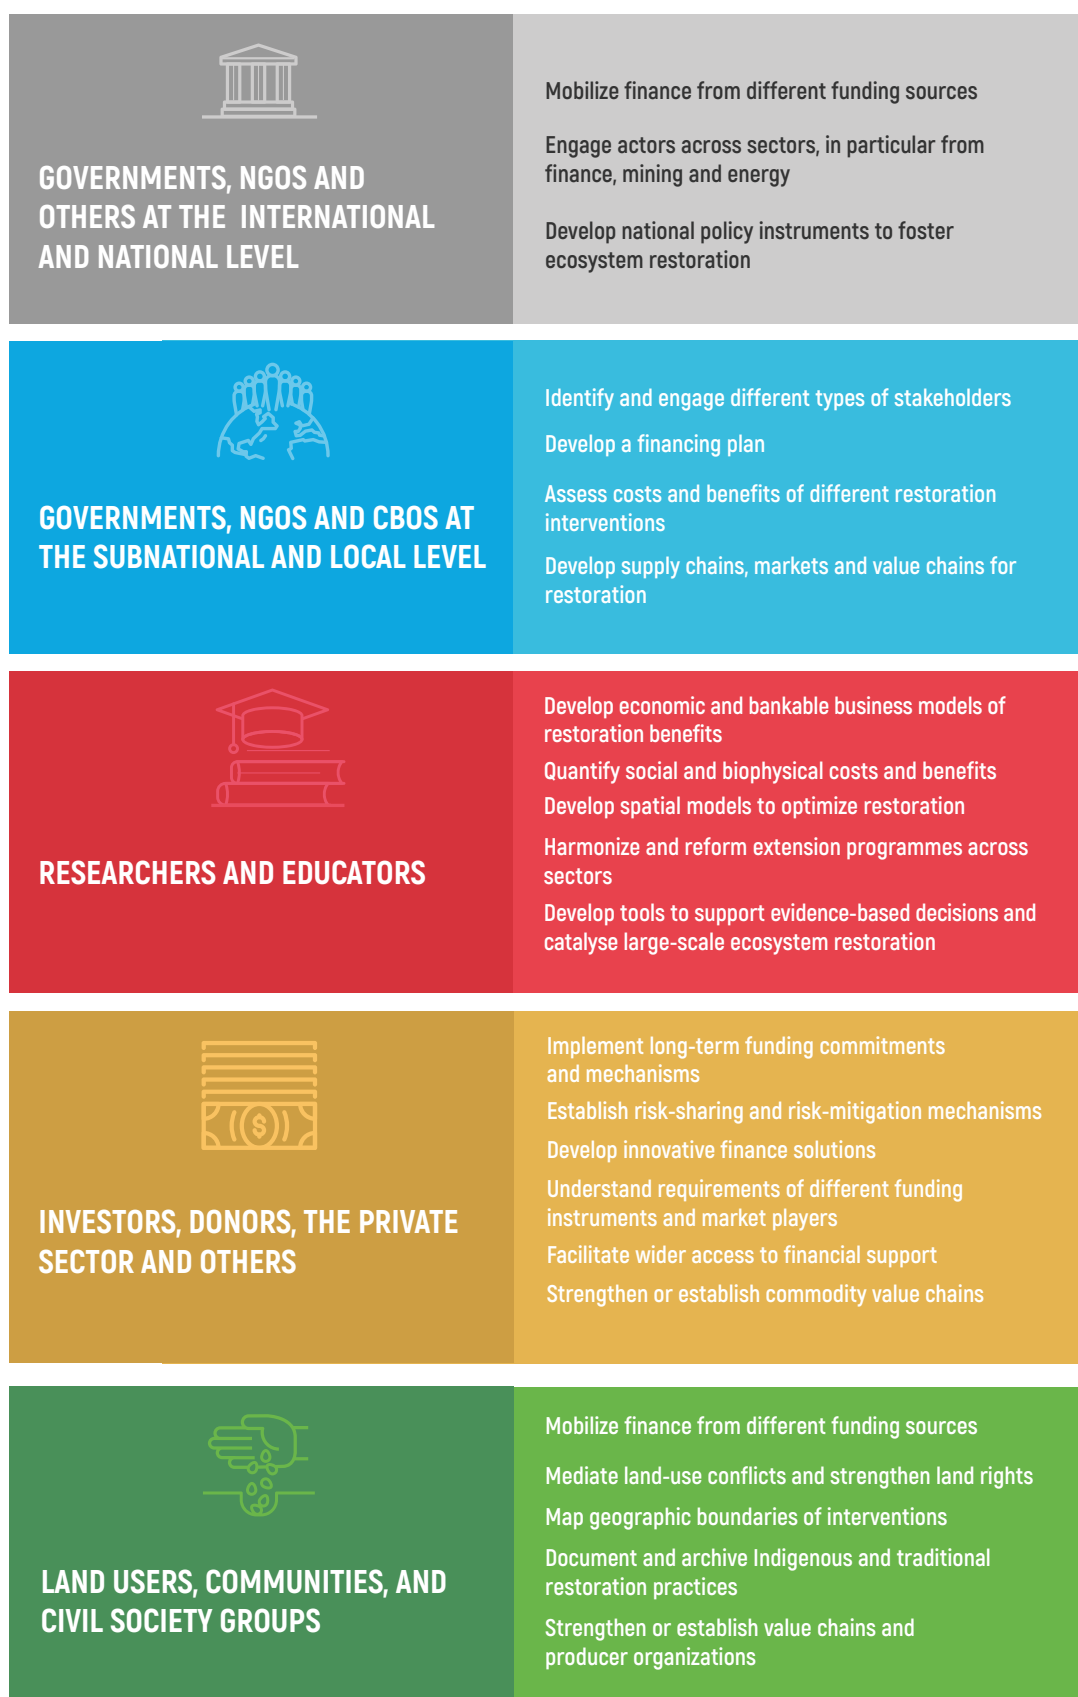 GOVERNMENTS, NGOS AND
OTHERS AT THE INTERNATIONAL
AND NATIONAL LEVEL
Mobilize finance from different funding sources
Engage actors across sectors, in particular from
finance, mining and energy
Develop national policy instruments to foster
ecosystem restoration
GOVERNMENTS, NGOS AND CBOS AT
THE SUBNATIONAL AND LOCAL LEVEL
Identify and engage different types of stakeholders
Develop a financing plan
Assess costs and benefits of different restoration
interventions
Develop supply chains, markets and value chains for
restoration
RESEARCHERS AND EDUCATORS
Develop economic and bankable business models of
restoration benefits
Quantify social and biophysical costs and benefits
Develop spatial models to optimize restoration
Harmonize and reform extension programmes across
sectors
Develop tools to support evidence-based decisions and
catalyse large-scale ecosystem restoration
$
INVESTORS, DONORS, THE PRIVATE
SECTOR AND OTHERS
Implement long-term funding commitments
and mechanisms
Establish risk-sharing and risk-mitigation mechanisms
Develop innovative finance solutions
Understand requirements of different funding
instruments and market players
Facilitate wider access to financial support
Strengthen or establish commodity value chains
LAND USERS, COMMUNITIES, AND
CIVIL SOCIETY GROUPS
Mobilize finance from different funding sources
Mediate land-use conflicts and strengthen land rights
Map geographic boundaries of interventions
Document and archive Indigenous and traditional
restoration practices
Strengthen or establish value chains and
producer organizations